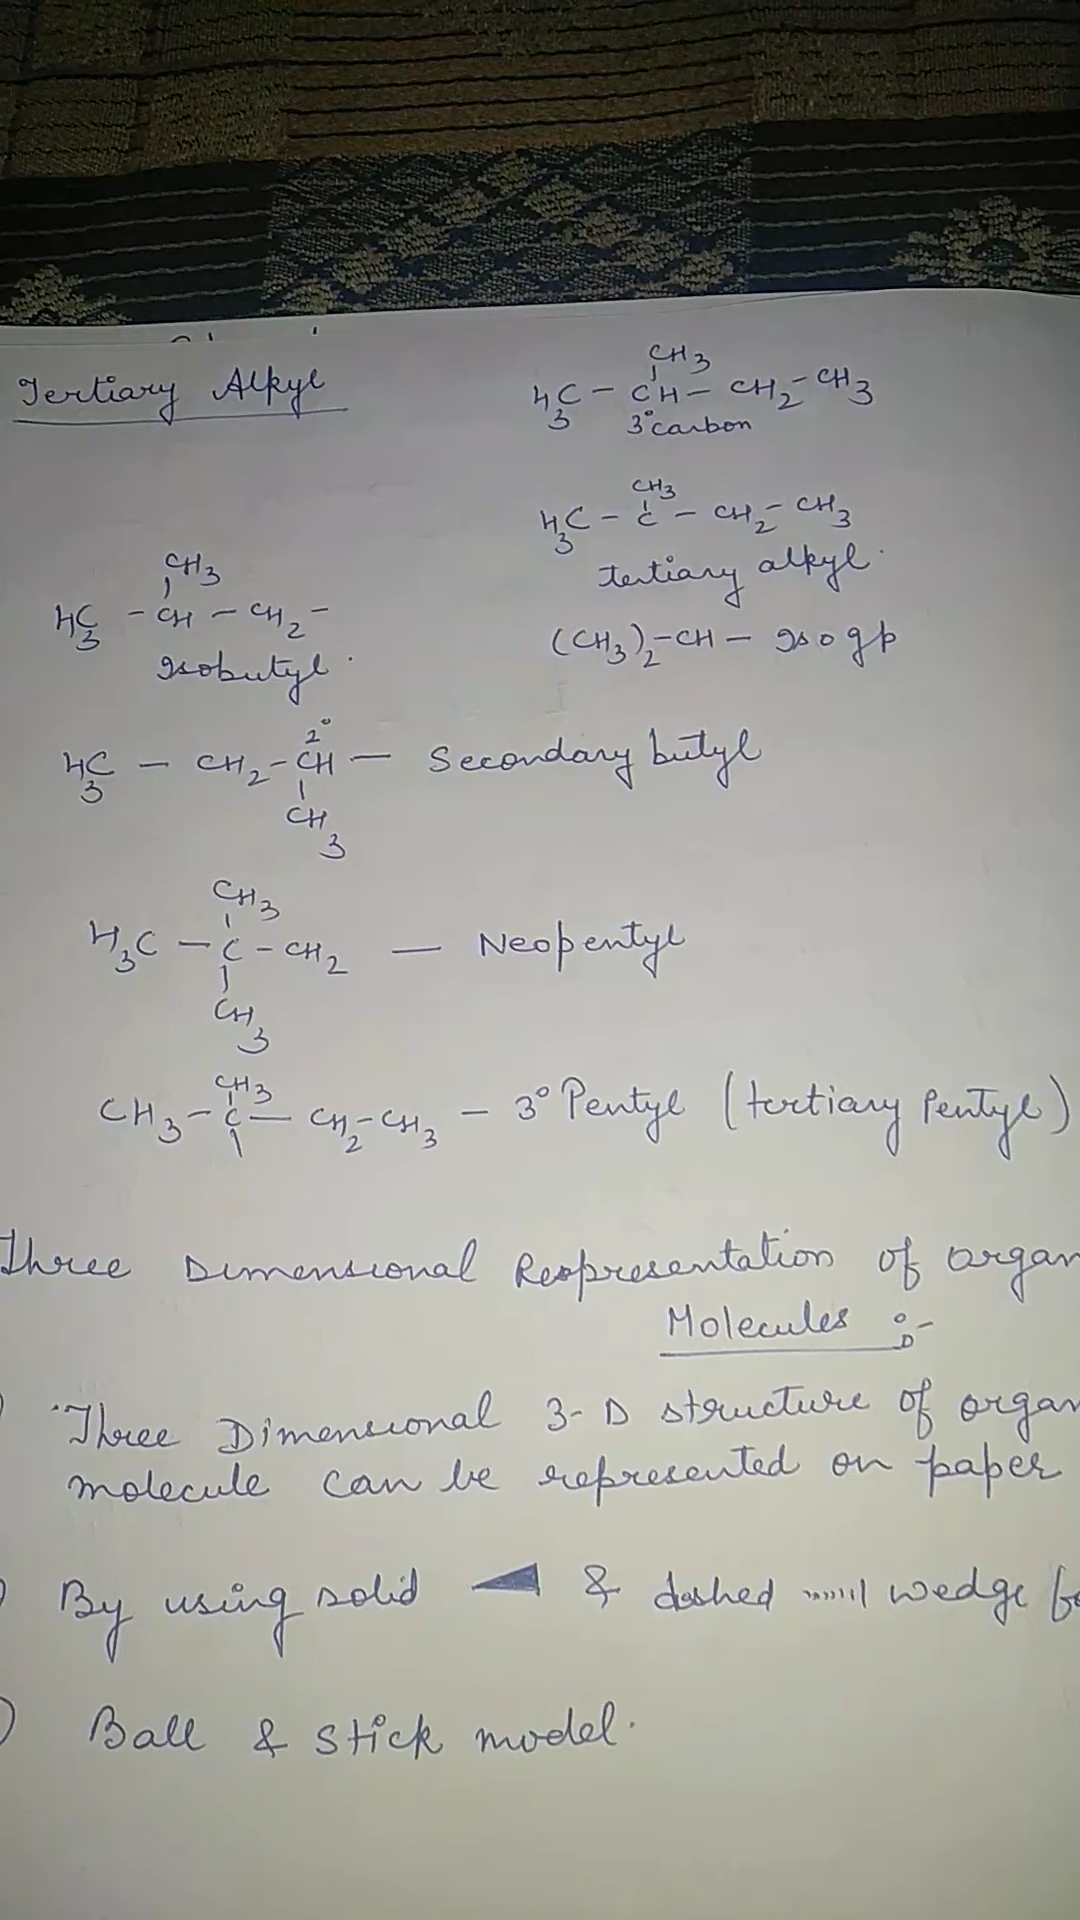 Tertiary Alkyl
CH3
H3C - CH - CH2 - CH3
3° carbon
CH3
H3C - C - CH2 - CH3
tertiary alkyl.
CH3
H3C - CH - CH2 -
Isobutyl.
(CH3)2 - CH - Iso gp
2°
H3C - CH2 - CH - Secondary butyl
CH3
CH3
H3C - C - CH2 - Neopentyl
CH3
CH3
CH3 - C - CH2 - CH3 - 3° Pentyl (tertiary Pentyl)
Three Dimensional Representation of organ
Molecules :-
Three Dimensional 3-D structure of organ
molecule can be represented on paper
By using solid & dashed wedge
Ball & stick model.